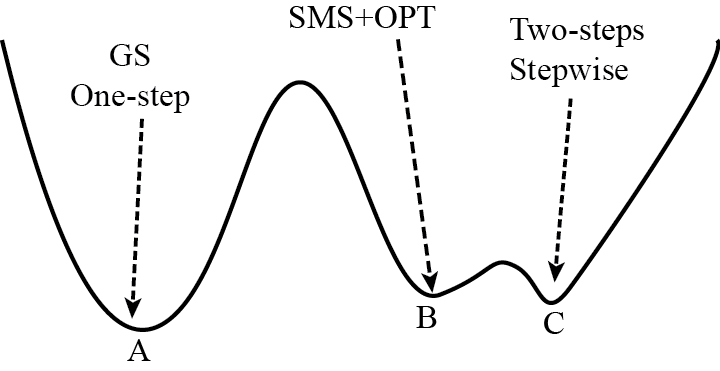 SMS+OPT
Two-steps
Stepwise
GS
One-step
A
B
C